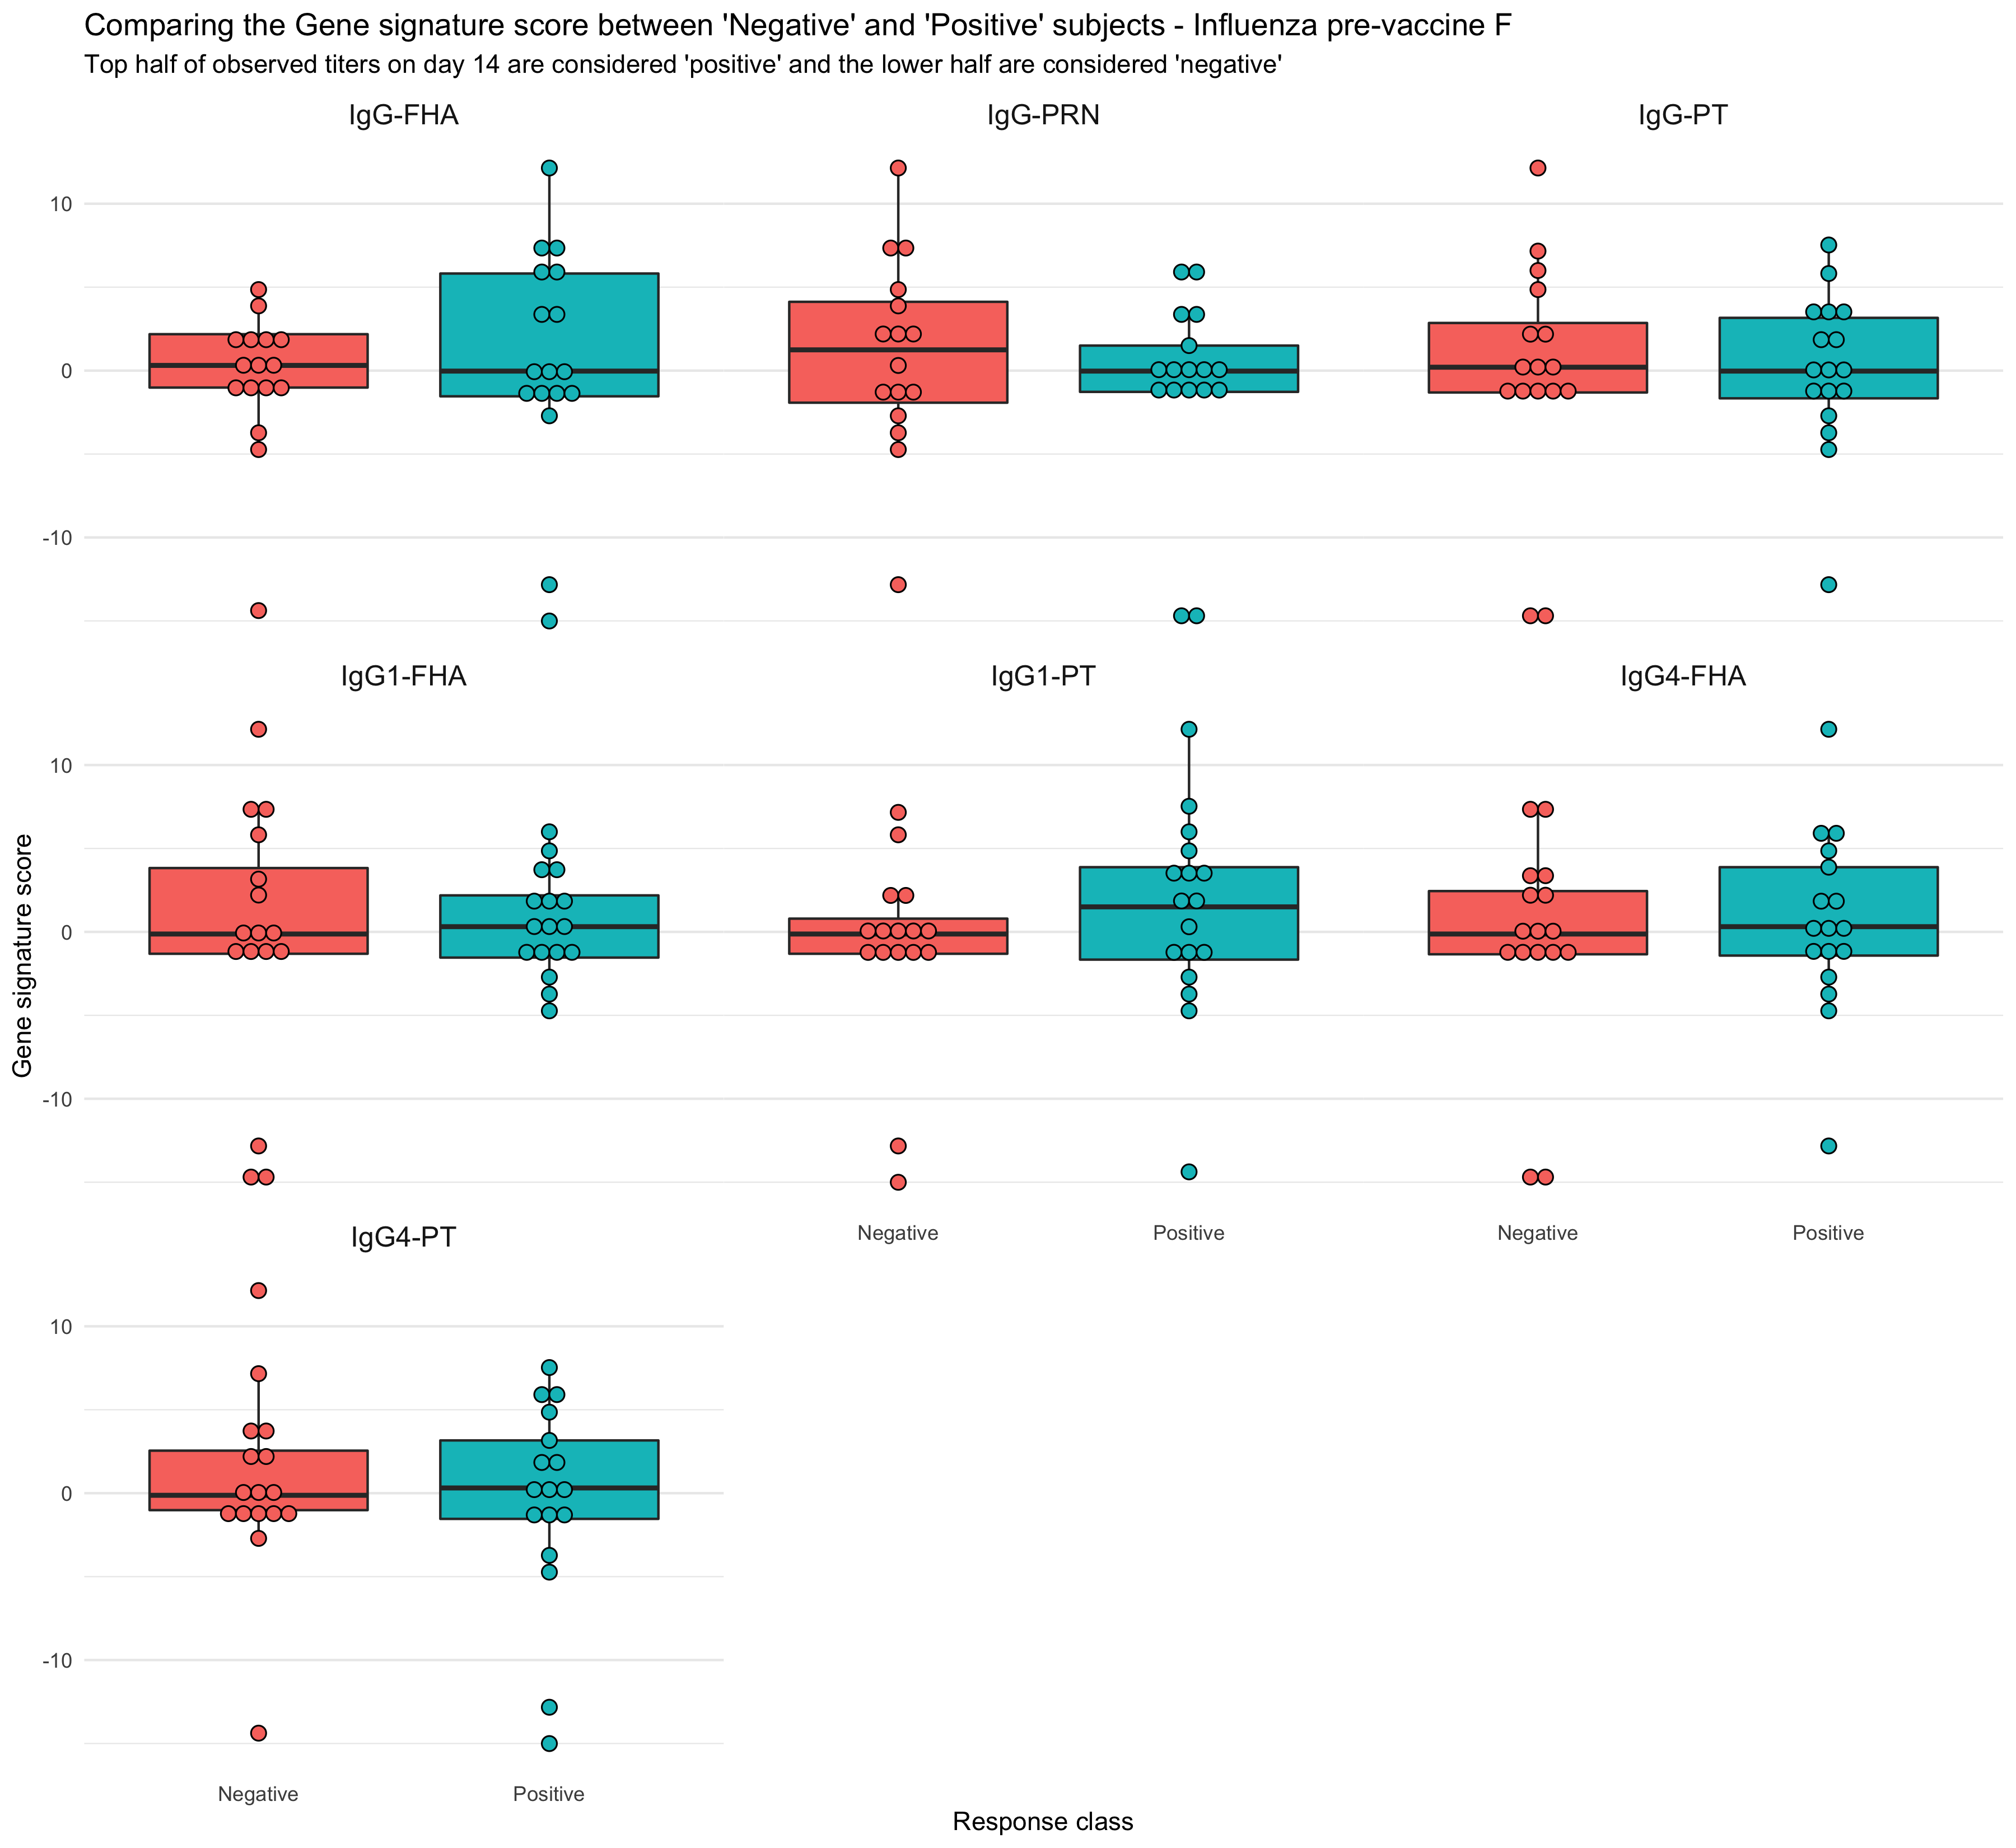 Comparing the Gene signature score between 'Negative' and 'Positive' subjects - Influenza pre-vaccine F
Top half of observed titers on day 14 are considered 'positive' and the lower half are considered 'negative'
IgG-FHA
IgG-PRN
IgG-PT
10
0
-10
IgG1-FHA
IgG1-PT
IgG4-FHA
10
0
-10
Gene signature score
Negative
Positive
Negative
Positive
IgG4-PT
10
0
-10
Negative
Positive
Response class